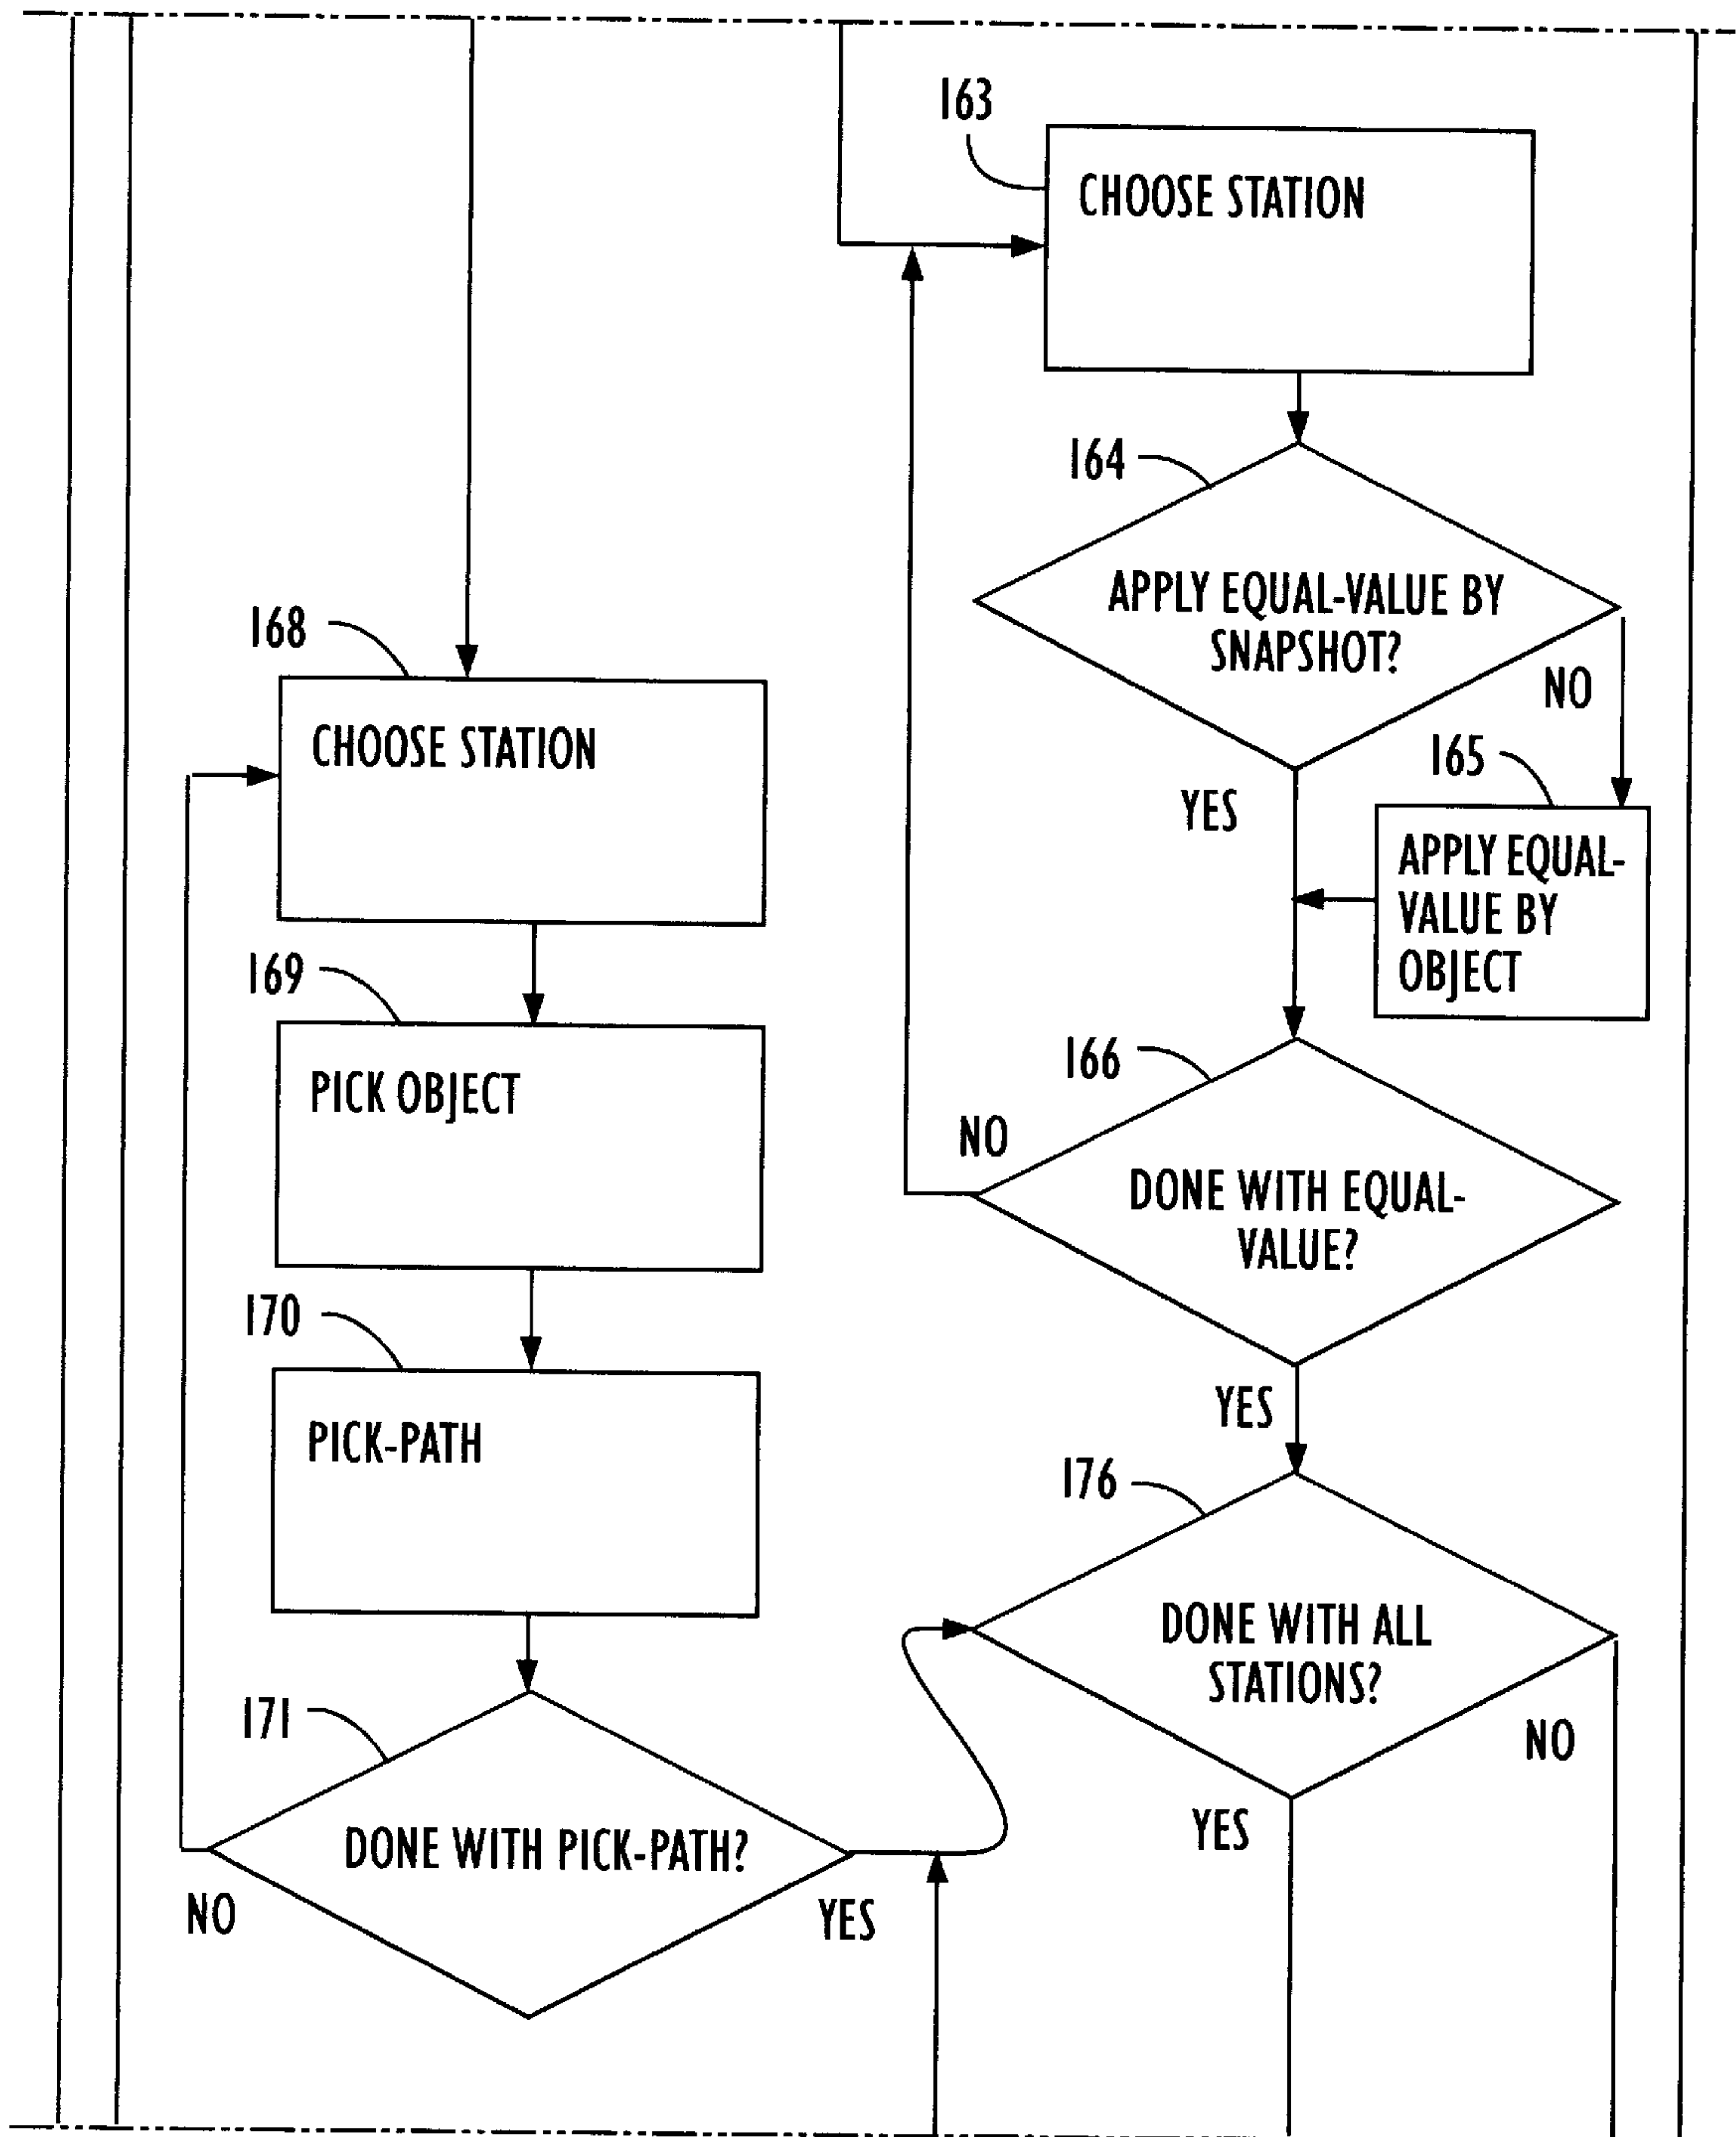 163
CHOOSE STATION
164
APPLY EQUAL-VALUE BY
SNAPSHOT?
NO
YES
165
APPLY EQUAL-
VALUE BY
OBJECT
166
NO
DONE WITH EQUAL-
VALUE?
YES
176
DONE WITH ALL
STATIONS?
NO
YES
168
CHOOSE STATION
169
PICK OBJECT
170
PICK-PATH
171
DONE WITH PICK-PATH?
NO
YES